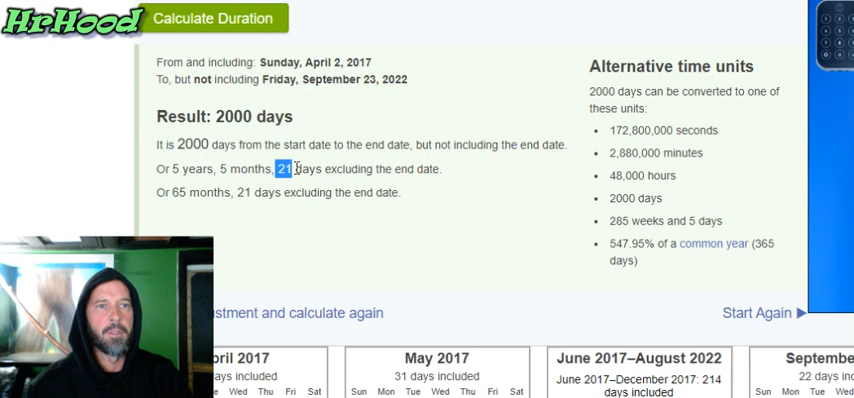 HrHood
Calculate Duration
From and including: Sunday, April 2, 2017
To, but not including Friday, September 23, 2022
Result: 2000 days
It is 2000 days from the start date to the end date, but not including the end date.
Or 5 years, 5 months, 21 days excluding the end date.
Or 65 months, 21 days excluding the end date.
Alternative time units
2000 days can be converted to one of
these units:
• 172,800,000 seconds
• 2,880,000 minutes
• 48,000 hours
• 2000 days
• 285 weeks and 5 days
• 547.95% of a common year (365
days)
ustment and calculate again
Start Again
pril 2017
ays included
Wed Thu Fri Sat
May 2017
31 days included
Sun Mon Tue Wed Thu Fri Sat
June 2017–August 2022
June 2017–December 2017: 214
days included
Septembe
22 days inc
Sun Mon Tue Wed